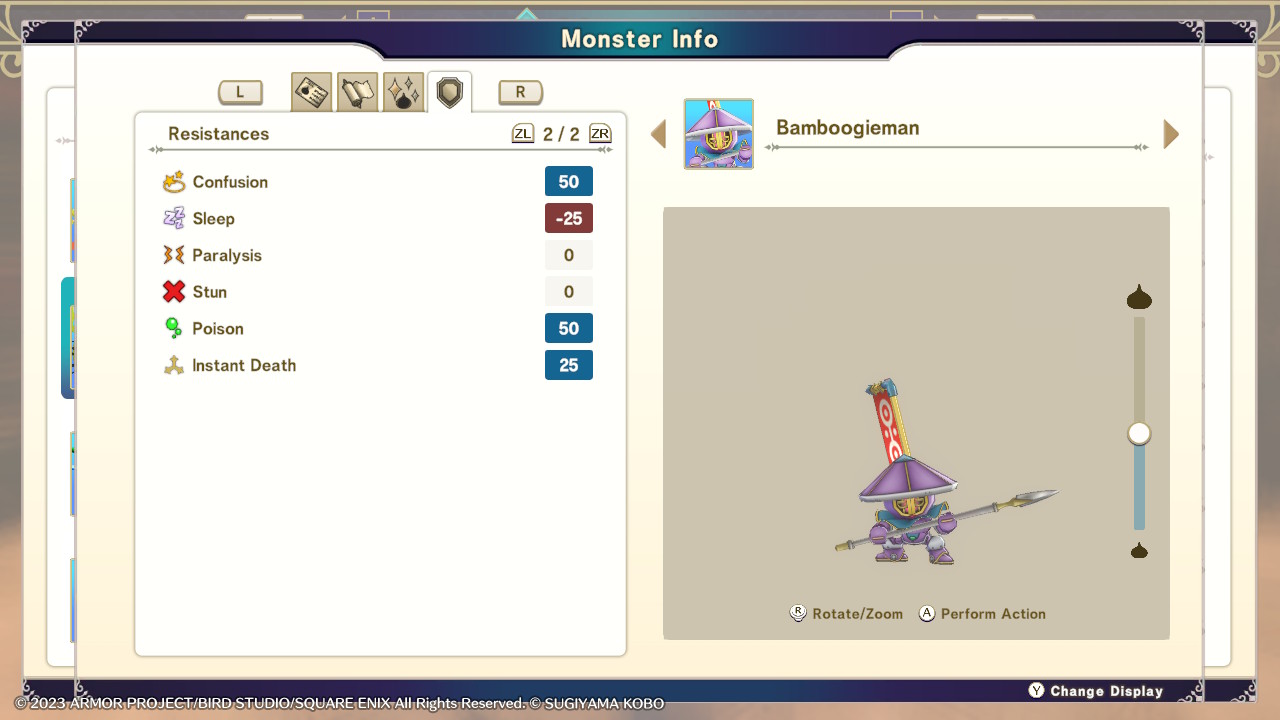 Monster Info
L
R
Resistances
ZL 2 / 2 ZR
Confusion 50
Sleep -25
Paralysis 0
Stun 0
Poison 50
Instant Death 25
Bamboogieman
R Rotate/Zoom A Perform Action
Y Change Display
© 2023 ARMOR PROJECT/BIRD STUDIO/SQUARE ENIX All Rights Reserved. © SUGIYAMA KOBO